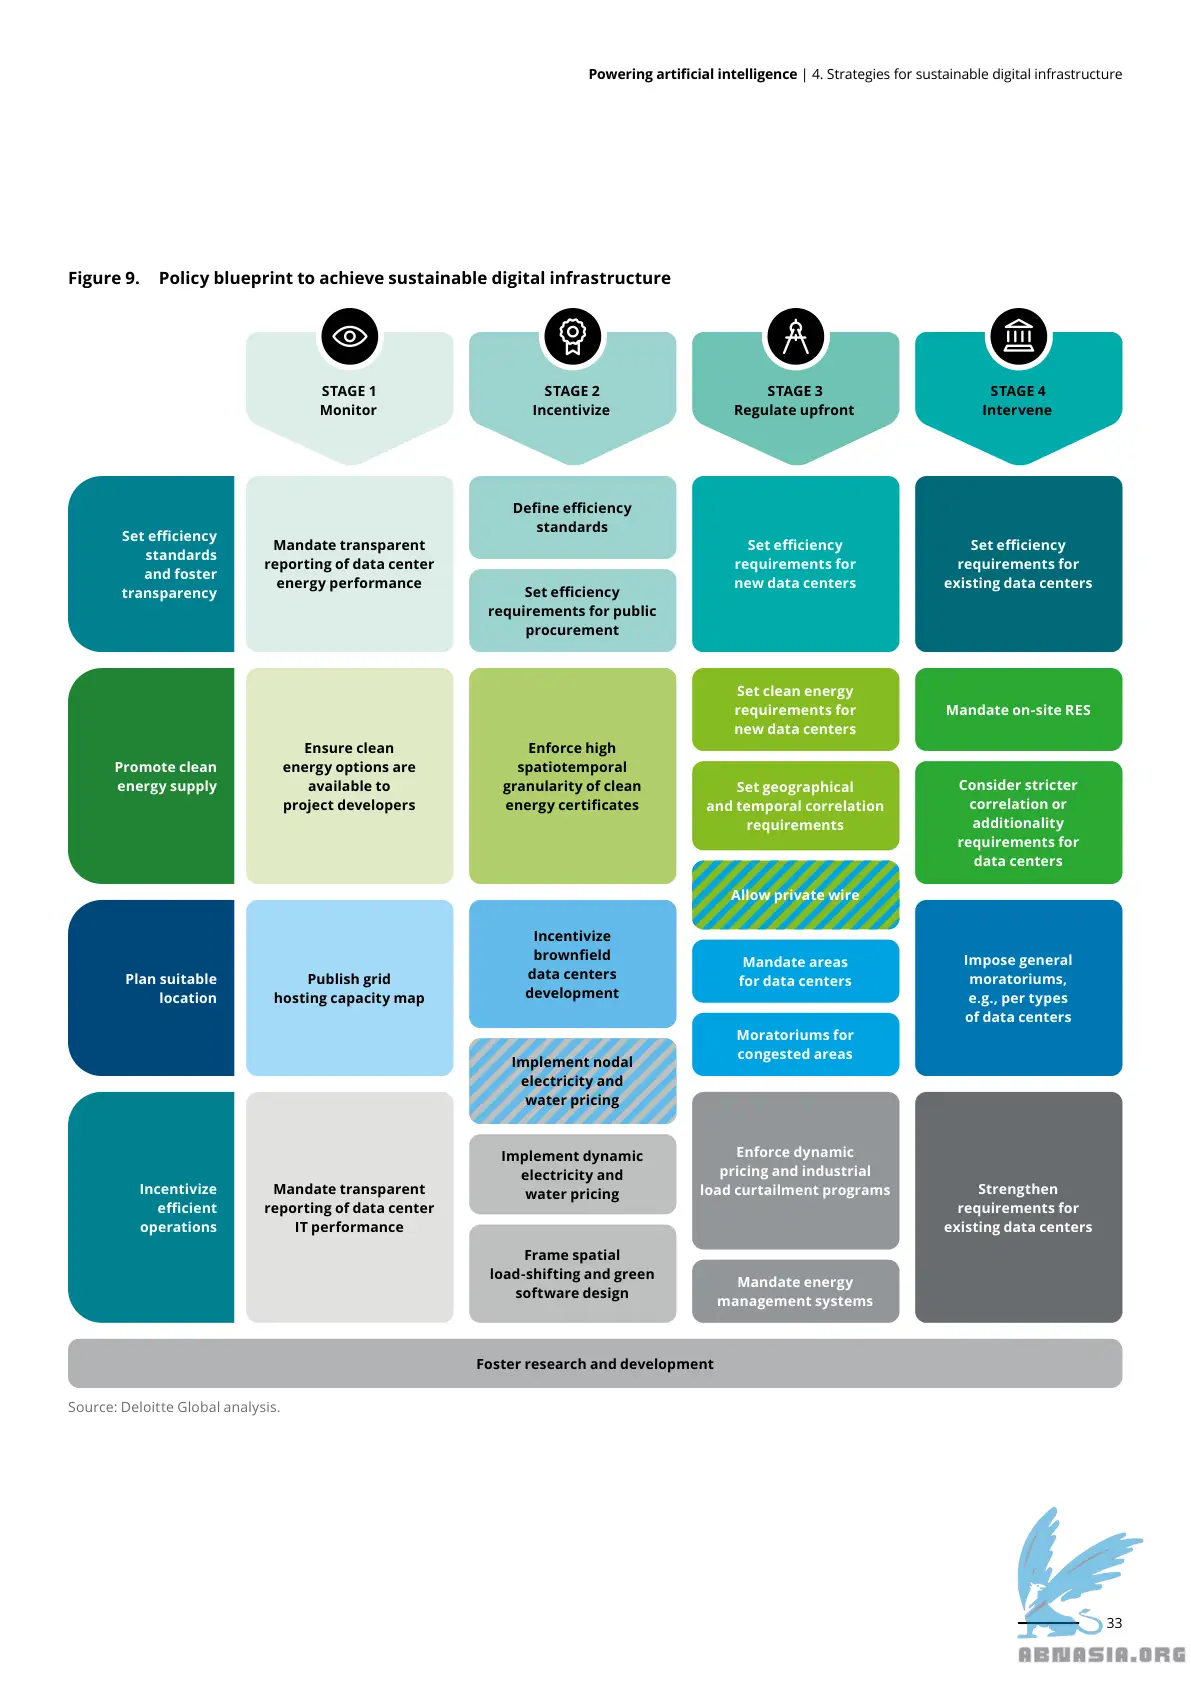 Powering artificial intelligence | 4. Strategies for sustainable digital infrastructure
Figure 9. Policy blueprint to achieve sustainable digital infrastructure
STAGE 1
Monitor
STAGE 2
Incentivize
STAGE 3
Regulate upfront
STAGE 4
Intervene
Set efficiency
standards
and foster
transparency
Mandate transparent
reporting of data center
energy performance
Define efficiency
standards
Set efficiency
requirements for public
procurement
Set efficiency
requirements for
new data centers
Set efficiency
requirements for
existing data centers
Promote clean
energy supply
Ensure clean
energy options are
available to
project developers
Enforce high
spatiotemporal
granularity of clean
energy certificates
Set clean energy
requirements for
new data centers
Set geographical
and temporal correlation
requirements
Allow private wire
Mandate on-site RES
Consider stricter
correlation or
additionality
requirements for
data centers
Plan suitable
location
Publish grid
hosting capacity map
Incentivize
brownfield
data centers
development
Implement nodal
electricity and
water pricing
Mandate areas
for data centers
Moratoriums for
congested areas
Impose general
moratoriums,
e.g., per types
of data centers
Incentivize
efficient
operations
Mandate transparent
reporting of data center
IT performance
Implement dynamic
electricity and
water pricing
Frame spatial
load-shifting and green
software design
Enforce dynamic
pricing and industrial
load curtailment programs
Mandate energy
management systems
Strengthen
requirements for
existing data centers
Foster research and development
Source: Deloitte Global analysis.
33
ABNASIA.ORG